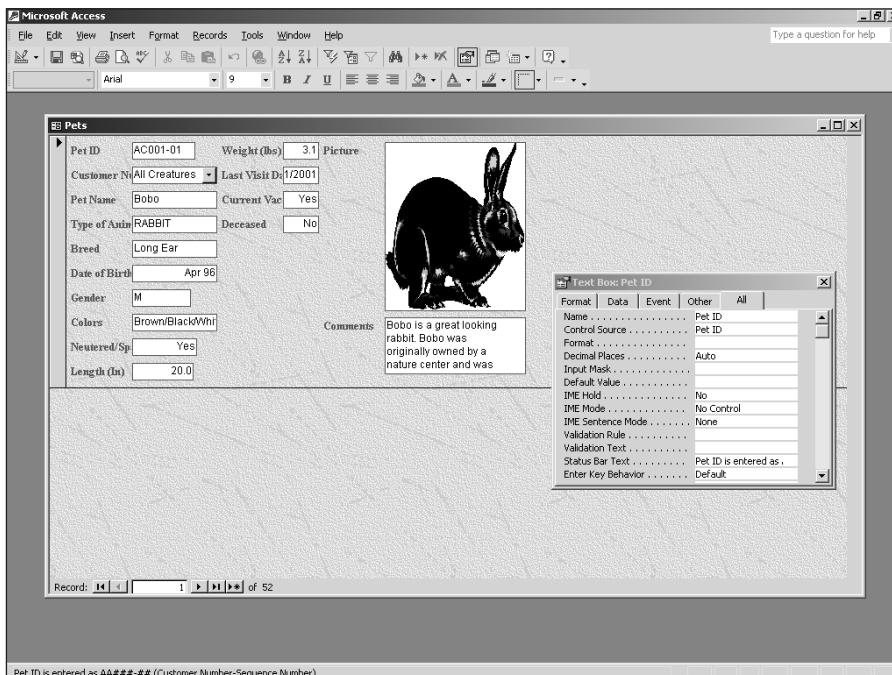 Microsoft Access
File Edit View Insert Format Records Tools Window Help
Type a question for help
Arial 9 B I U
Pets
Pet ID AC001-01 Weight (lbs) 3.1 Picture
Customer Nu All Creatures Last Visit Da 1/2001
Pet Name Bobo Current Vac Yes
Type of Anim RABBIT Deceased No
Breed Long Ear
Date of Birth Apr 96
Gender M
Colors Brown/Black/Whi
Neutered/Sp Yes
Length (In) 20.0
Comments Bobo is a great looking
rabbit. Bobo was
originally owned by a
nature center and was
Text Box: Pet ID
Format Data Event Other All
Name . . . . . . . . . . . . . . . . Pet ID
Control Source . . . . . . . . . . Pet ID
Format . . . . . . . . . . . . . . .
Decimal Places . . . . . . . . . . Auto
Input Mask . . . . . . . . . . . . .
Default Value . . . . . . . . . . .
IME Hold . . . . . . . . . . . . . . No
IME Mode . . . . . . . . . . . . . No Control
IME Sentence Mode . . . . . . . None
Validation Rule . . . . . . . . . .
Validation Text . . . . . . . . . .
Status Bar Text . . . . . . . . . Pet ID is entered as
Enter Key Behavior . . . . . . . Default
Record: 1 of 52
Pet ID is entered as AA###-## (Customer Number-Sequence Number)